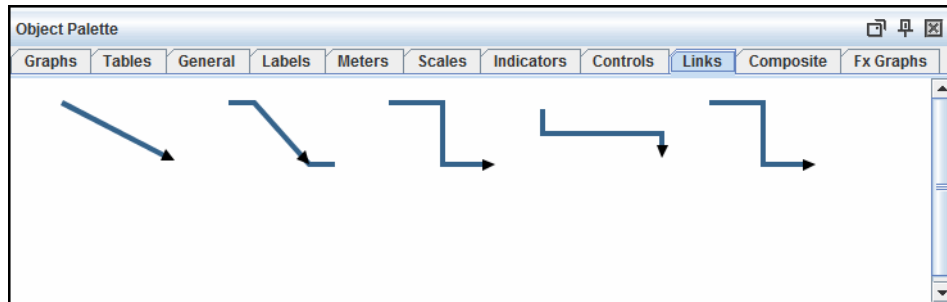 Object Palette
Graphs Tables General Labels Meters Scales Indicators Controls Links Composite Fx Graphs